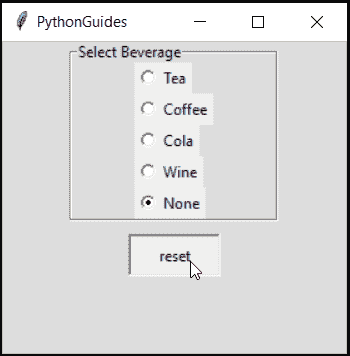 PythonGuides
Select Beverage
Tea
Coffee
Cola
Wine
None
reset